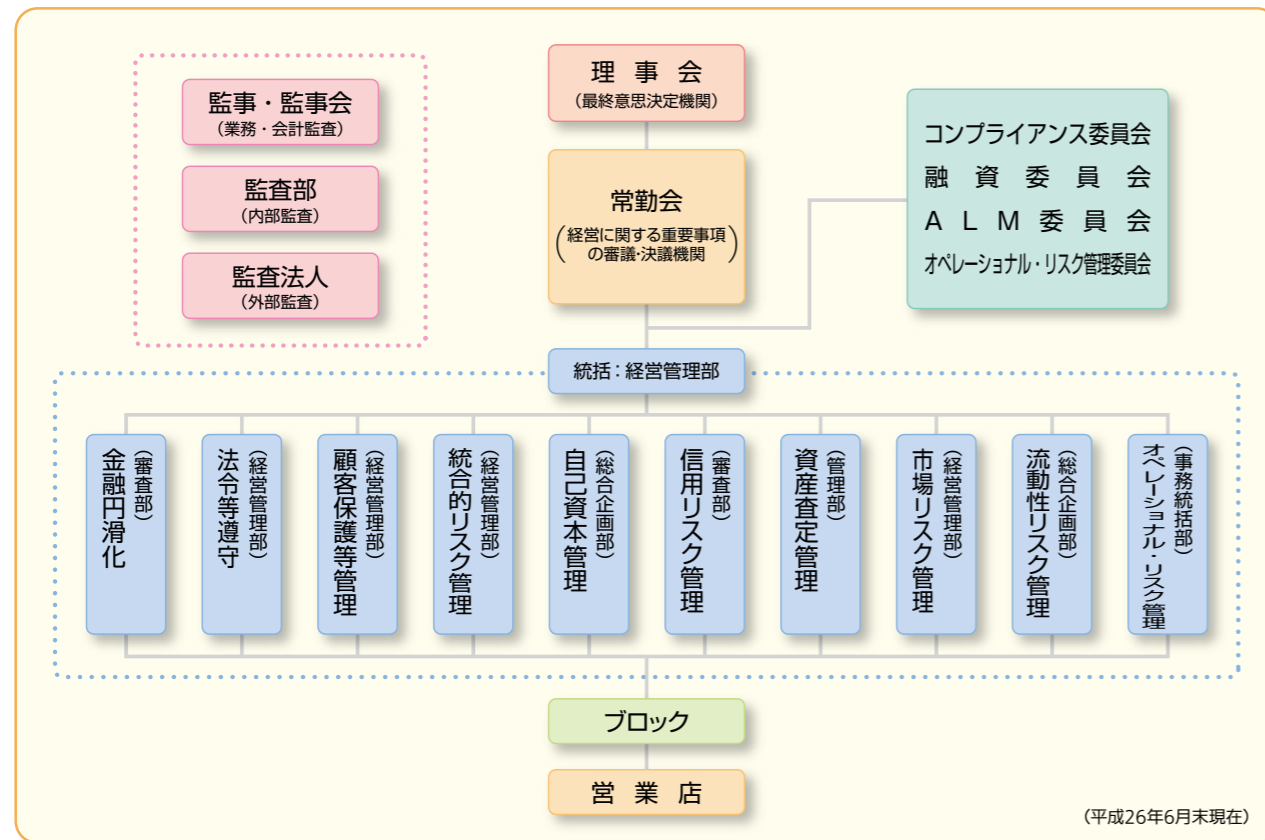 監事・監事会
（業務・会計監査）
監査部
（内部監査）
監査法人
（外部監査）
理事会
（最終意思決定機関）
常勤会
（経営に関する重要事項
の審議・決議機関）
コンプライアンス委員会
融資委員会
ALM委員会
オペレーショナル・リスク管理委員会
統括：経営管理部
金融円滑化
（審査部）
法令等遵守
（経営管理部）
顧客保護等管理
（経営管理部）
統合的リスク管理
（経営管理部）
自己資本管理
（総合企画部）
信用リスク管理
（審査部）
資産査定管理
（管理部）
市場リスク管理
（経営管理部）
流動性リスク管理
（総合企画部）
オペレーショナル・リスク管理
（事務統括部）
ブロック
営業店
（平成26年6月末現在）